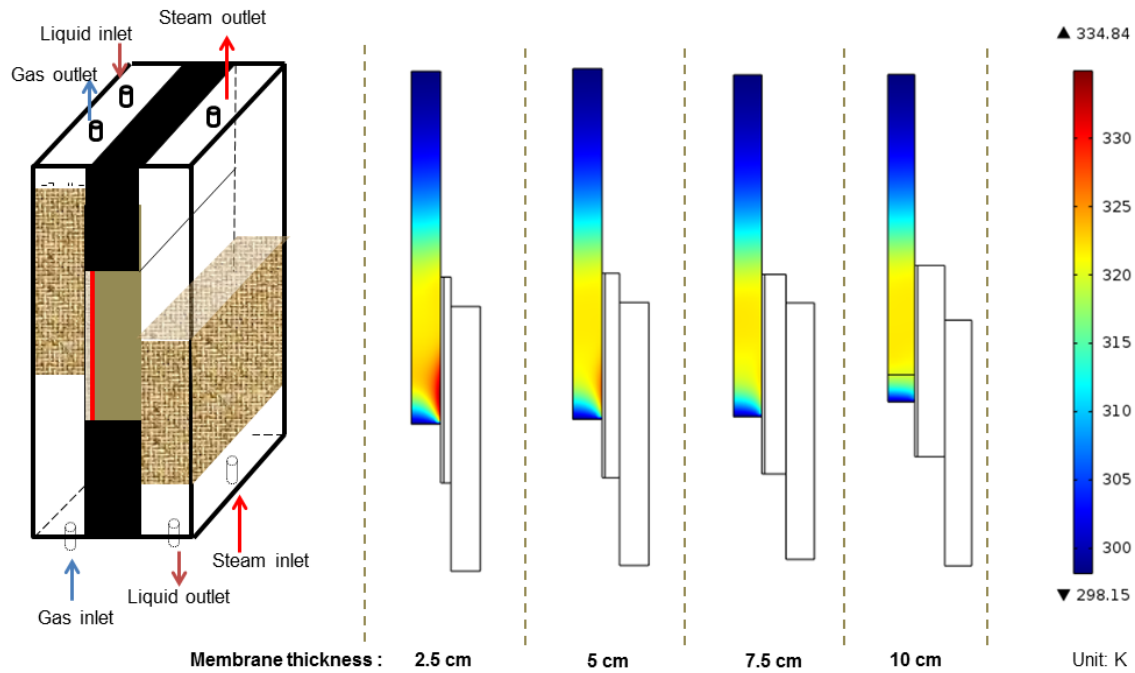 Steam outlet
Liquid inlet
Gas outlet
Steam inlet
Liquid outlet
Gas inlet
▲ 334.84
330
325
320
315
310
305
300
▼ 298.15
Membrane thickness : 2.5 cm 5 cm 7.5 cm 10 cm Unit: K